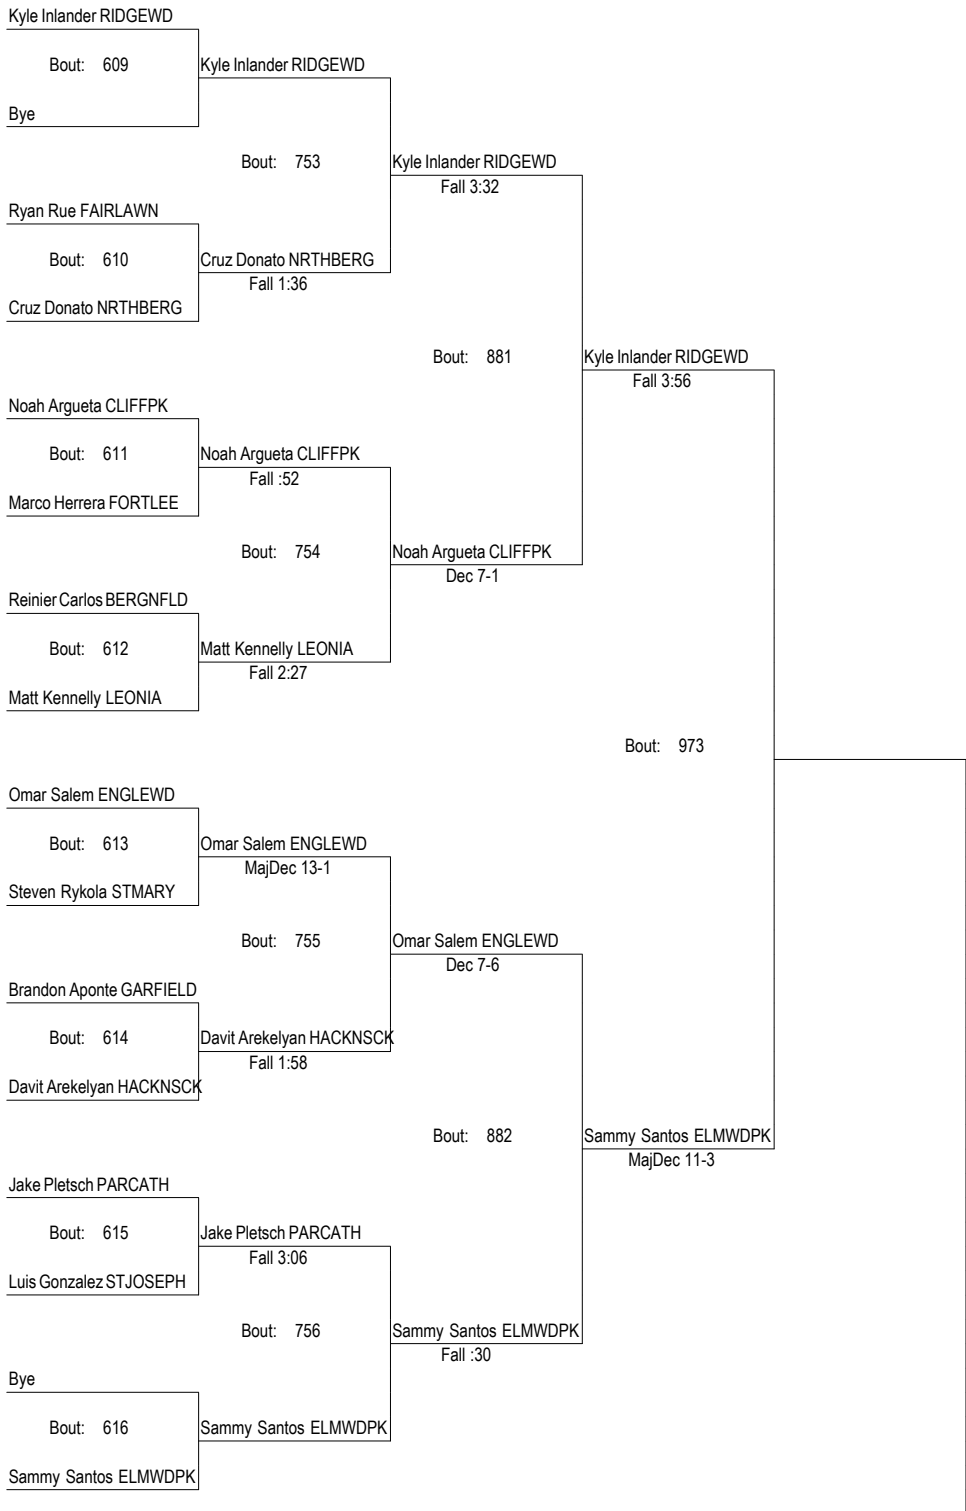 Kyle Inlander RIDGEWD
Bout: 609
Kyle Inlander RIDGEWD
Bye
Bout: 753
Kyle Inlander RIDGEWD
Fall 3:32
Ryan Rue FAIRLAWN
Bout: 610
Cruz Donato NRTHBERG
Fall 1:36
Cruz Donato NRTHBERG
Bout: 881
Kyle Inlander RIDGEWD
Fall 3:56
Noah Argueta CLIFFPK
Bout: 611
Noah Argueta CLIFFPK
Fall :52
Marco Herrera FORTLEE
Bout: 754
Noah Argueta CLIFFPK
Dec 7-1
Reinier Carlos BERGNFLD
Bout: 612
Matt Kennelly LEONIA
Fall 2:27
Matt Kennelly LEONIA
Bout: 973
Omar Salem ENGLEWD
Bout: 613
Omar Salem ENGLEWD
MajDec 13-1
Steven Rykola STMARY
Bout: 755
Omar Salem ENGLEWD
Dec 7-6
Brandon Aponte GARFIELD
Bout: 614
Davit Arekelyan HACKNSCK
Fall 1:58
Davit Arekelyan HACKNSCK
Bout: 882
Sammy Santos ELMWDPK
MajDec 11-3
Jake Pletsch PARCATH
Bout: 615
Jake Pletsch PARCATH
Fall 3:06
Luis Gonzalez STJOSEPH
Bout: 756
Sammy Santos ELMWDPK
Fall :30
Bye
Bout: 616
Sammy Santos ELMWDPK
Sammy Santos ELMWDPK